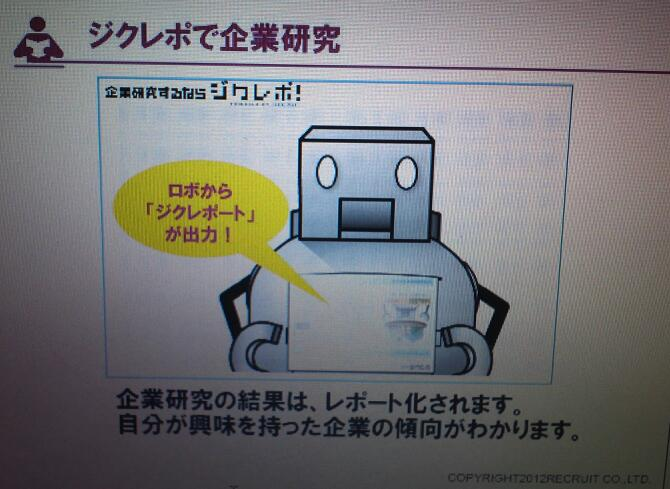 ジクレポで企業研究
企業研究するなら ジクレポ!
ロボから
「ジクレポート」
が出力！
企業研究の結果は、レポート化されます。
自分が興味を持った企業の傾向がわかります。
COPYRIGHT2012RECRUIT CO.,LTD.